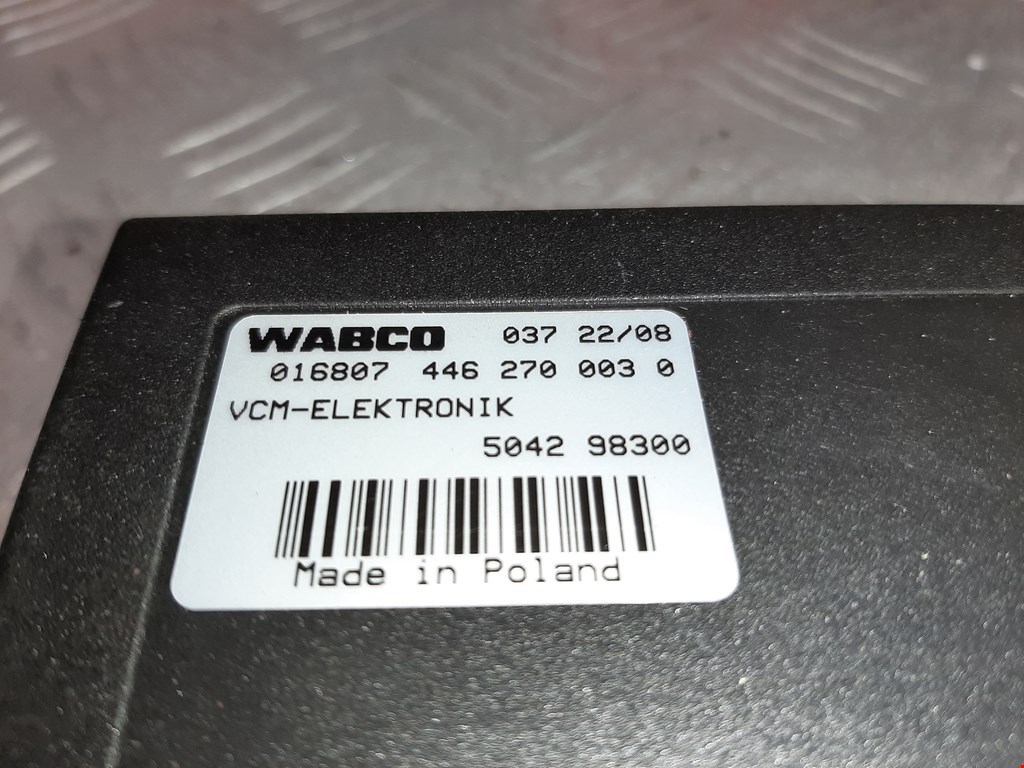 WABCO 037 22/08
016807 446 270 003 0
VCM-ELEKTRONIK
5042 98300
Made in Poland